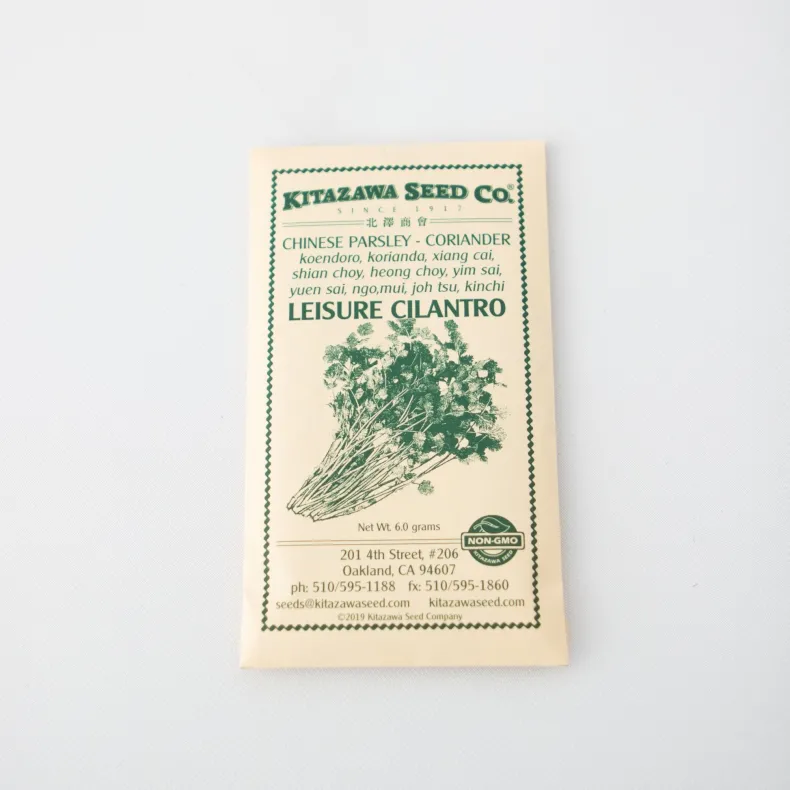 KITAZAWA SEED CO.®
SINCE 1917
北澤商會
CHINESE PARSLEY - CORIANDER
koendoro, korianda, xiang cai,
shian choy, heong choy, yim sai,
yuen sai, ngo,mui, joh tsu, kinchi
LEISURE CILANTRO
Net Wt. 6.0 grams
NON-GMO
KITAZAWA SEED
201 4th Street, #206
Oakland, CA 94607
ph: 510/595-1188 fx: 510/595-1860
seeds@kitazawaseed.com kitazawaseed.com
©2019 Kitazawa Seed Company